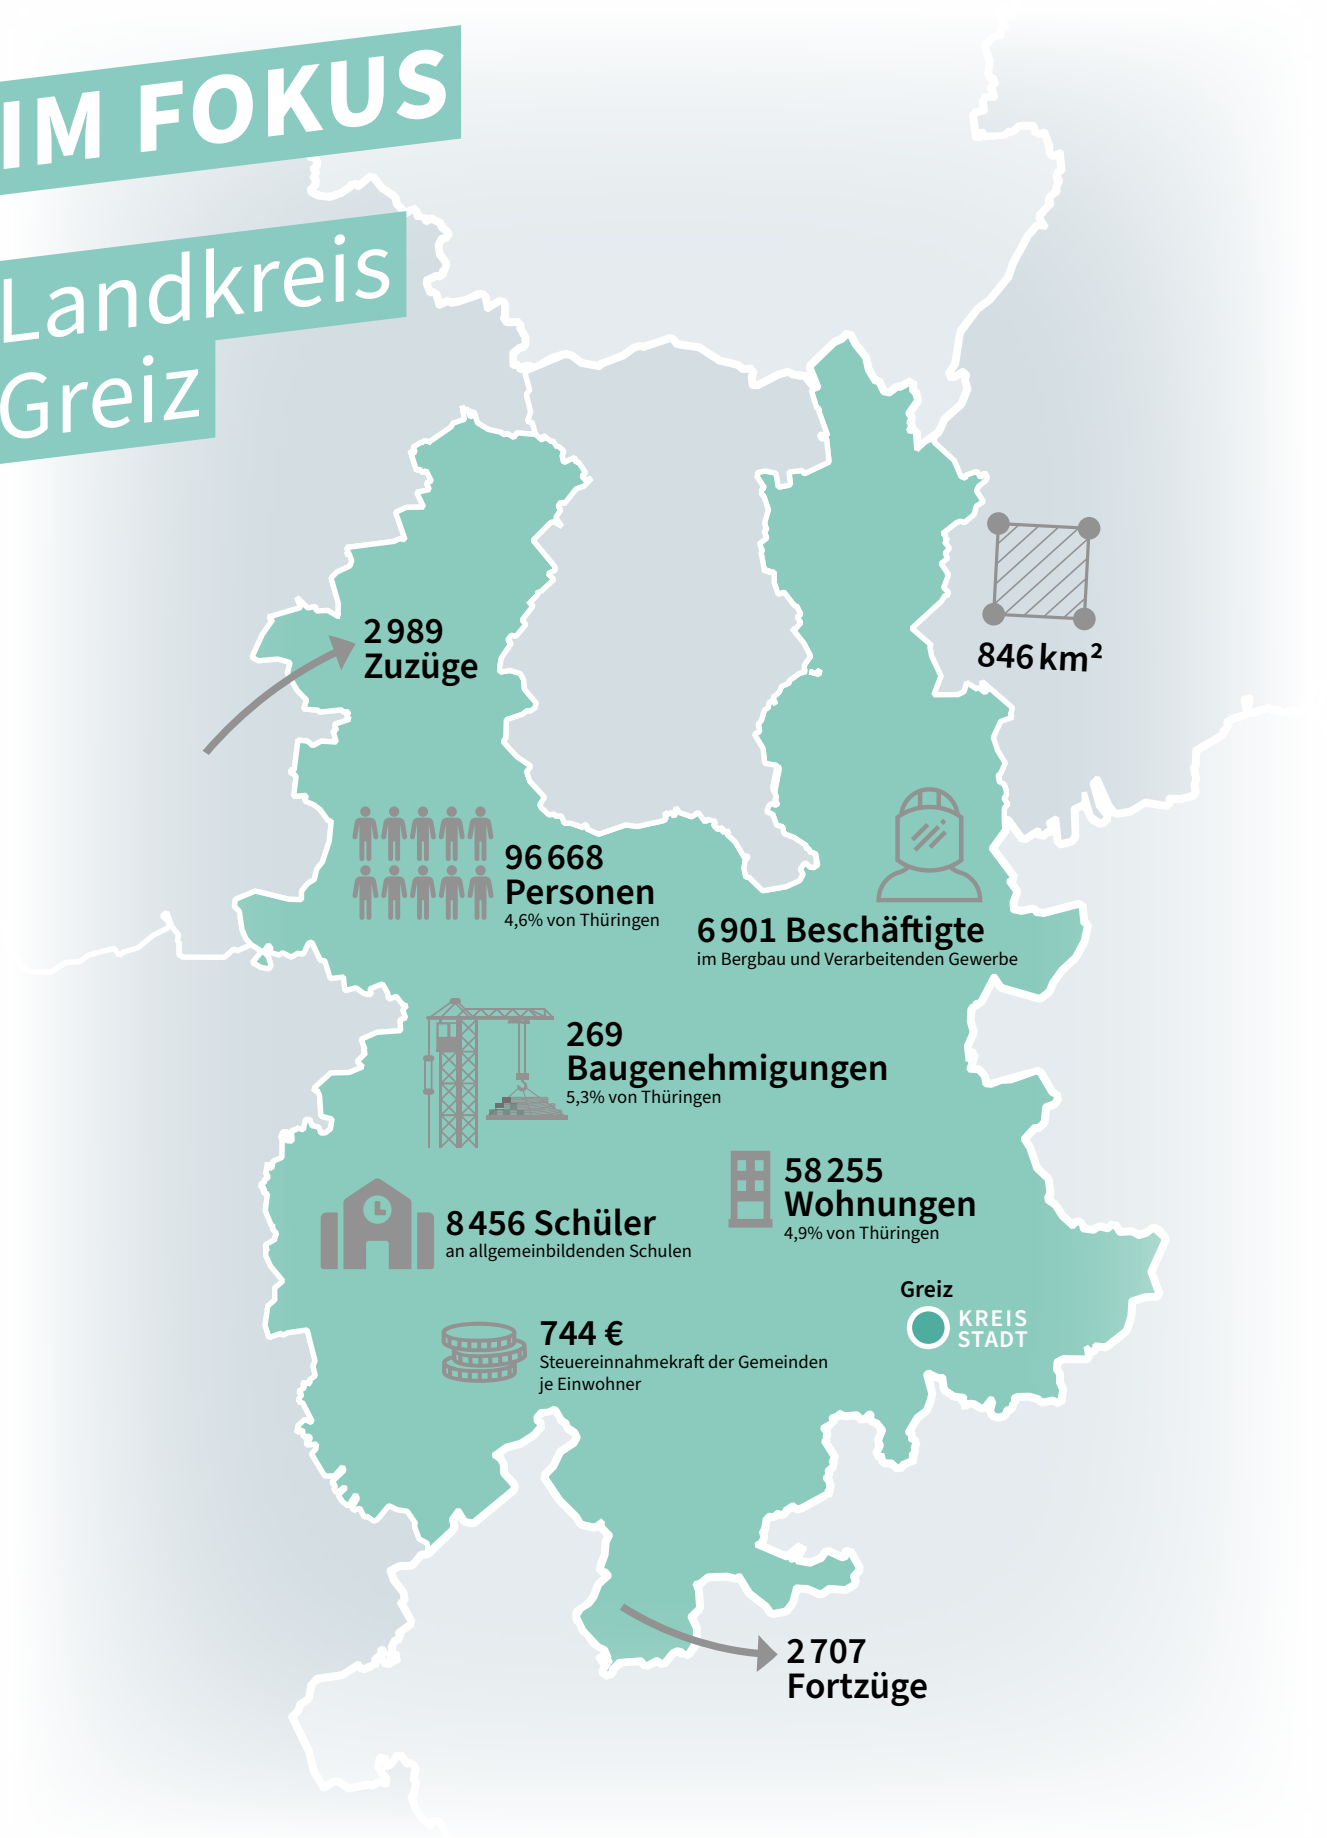 IM FOKUS
Landkreis
Greiz
846 km²
2 989
Zuzüge
96 668
Personen
4,6% von Thüringen
6 901 Beschäftigte
im Bergbau und Verarbeitenden Gewerbe
269
Baugenehmigungen
5,3% von Thüringen
58 255
Wohnungen
4,9% von Thüringen
8 456 Schüler
an allgemeinbildenden Schulen
Greiz
KREIS
STADT
744 €
Steuereinnahmekraft der Gemeinden
je Einwohner
2 707
Fortzüge